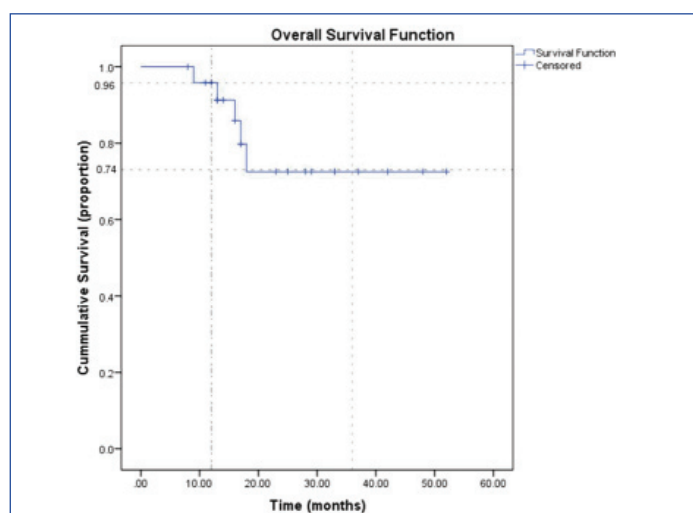 Overall Survival Function
Survival Function
Censored
1.0
0.96
0.8
0.74
0.6
0.4
0.2
0.0
Cummulative Survival (proportion)
.00 10.00 20.00 30.00 40.00 50.00 60.00
Time (months)